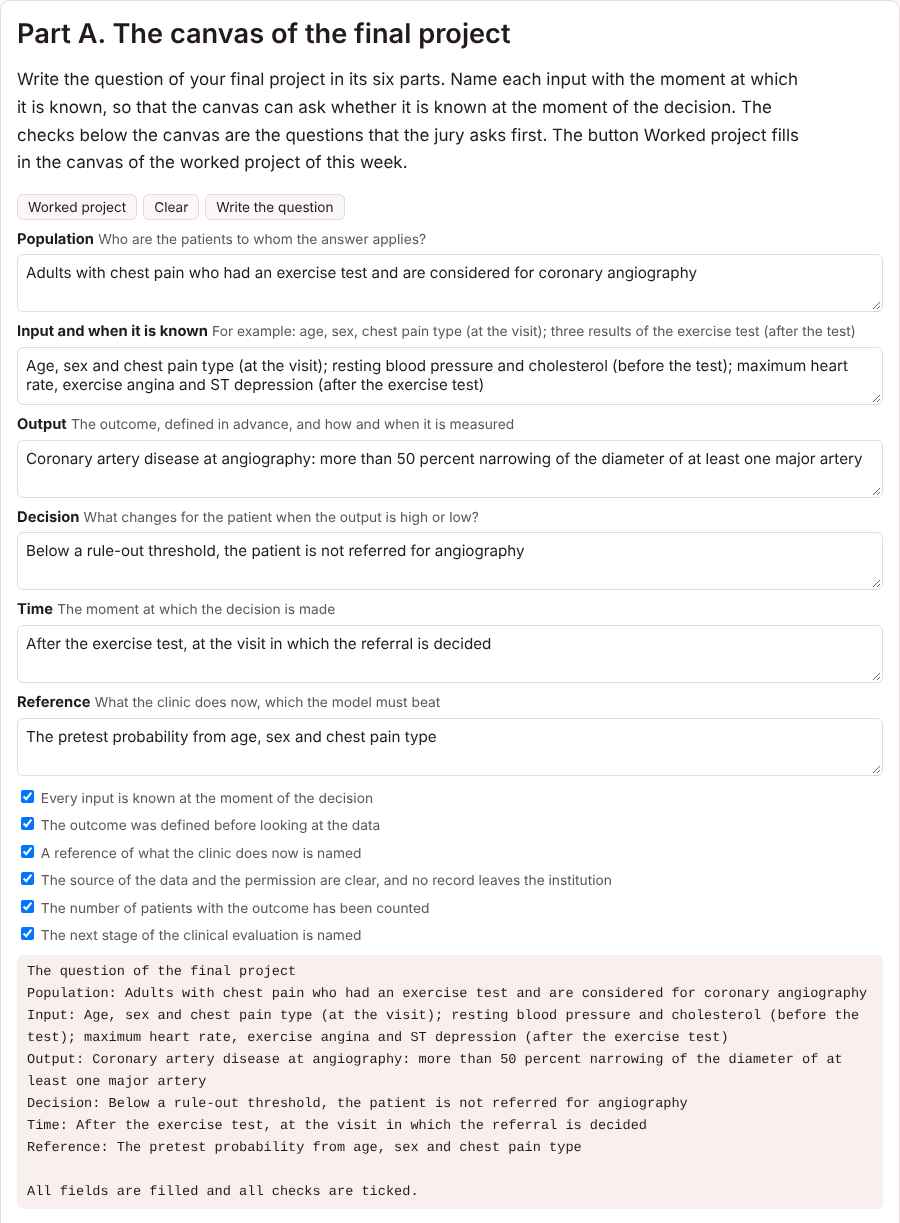 Part A. The canvas of the final project
Write the question of your final project in its six parts. Name each input with the moment at which
it is known, so that the canvas can ask whether it is known at the moment of the decision. The
checks below the canvas are the questions that the jury asks first. The button Worked project fills
in the canvas of the worked project of this week.
Worked project Clear Write the question
Population Who are the patients to whom the answer applies?
Adults with chest pain who had an exercise test and are considered for coronary angiography
Input and when it is known For example: age, sex, chest pain type (at the visit); three results of the exercise test (after the test)
Age, sex and chest pain type (at the visit); resting blood pressure and cholesterol (before the test); maximum heart
rate, exercise angina and ST depression (after the exercise test)
Output The outcome, defined in advance, and how and when it is measured
Coronary artery disease at angiography: more than 50 percent narrowing of the diameter of at least one major artery
Decision What changes for the patient when the output is high or low?
Below a rule-out threshold, the patient is not referred for angiography
Time The moment at which the decision is made
After the exercise test, at the visit in which the referral is decided
Reference What the clinic does now, which the model must beat
The pretest probability from age, sex and chest pain type
Every input is known at the moment of the decision
The outcome was defined before looking at the data
A reference of what the clinic does now is named
The source of the data and the permission are clear, and no record leaves the institution
The number of patients with the outcome has been counted
The next stage of the clinical evaluation is named
The question of the final project
Population: Adults with chest pain who had an exercise test and are considered for coronary angiography
Input: Age, sex and chest pain type (at the visit); resting blood pressure and cholesterol (before the
test); maximum heart rate, exercise angina and ST depression (after the exercise test)
Output: Coronary artery disease at angiography: more than 50 percent narrowing of the diameter of at
least one major artery
Decision: Below a rule-out threshold, the patient is not referred for angiography
Time: After the exercise test, at the visit in which the referral is decided
Reference: The pretest probability from age, sex and chest pain type
All fields are filled and all checks are ticked.